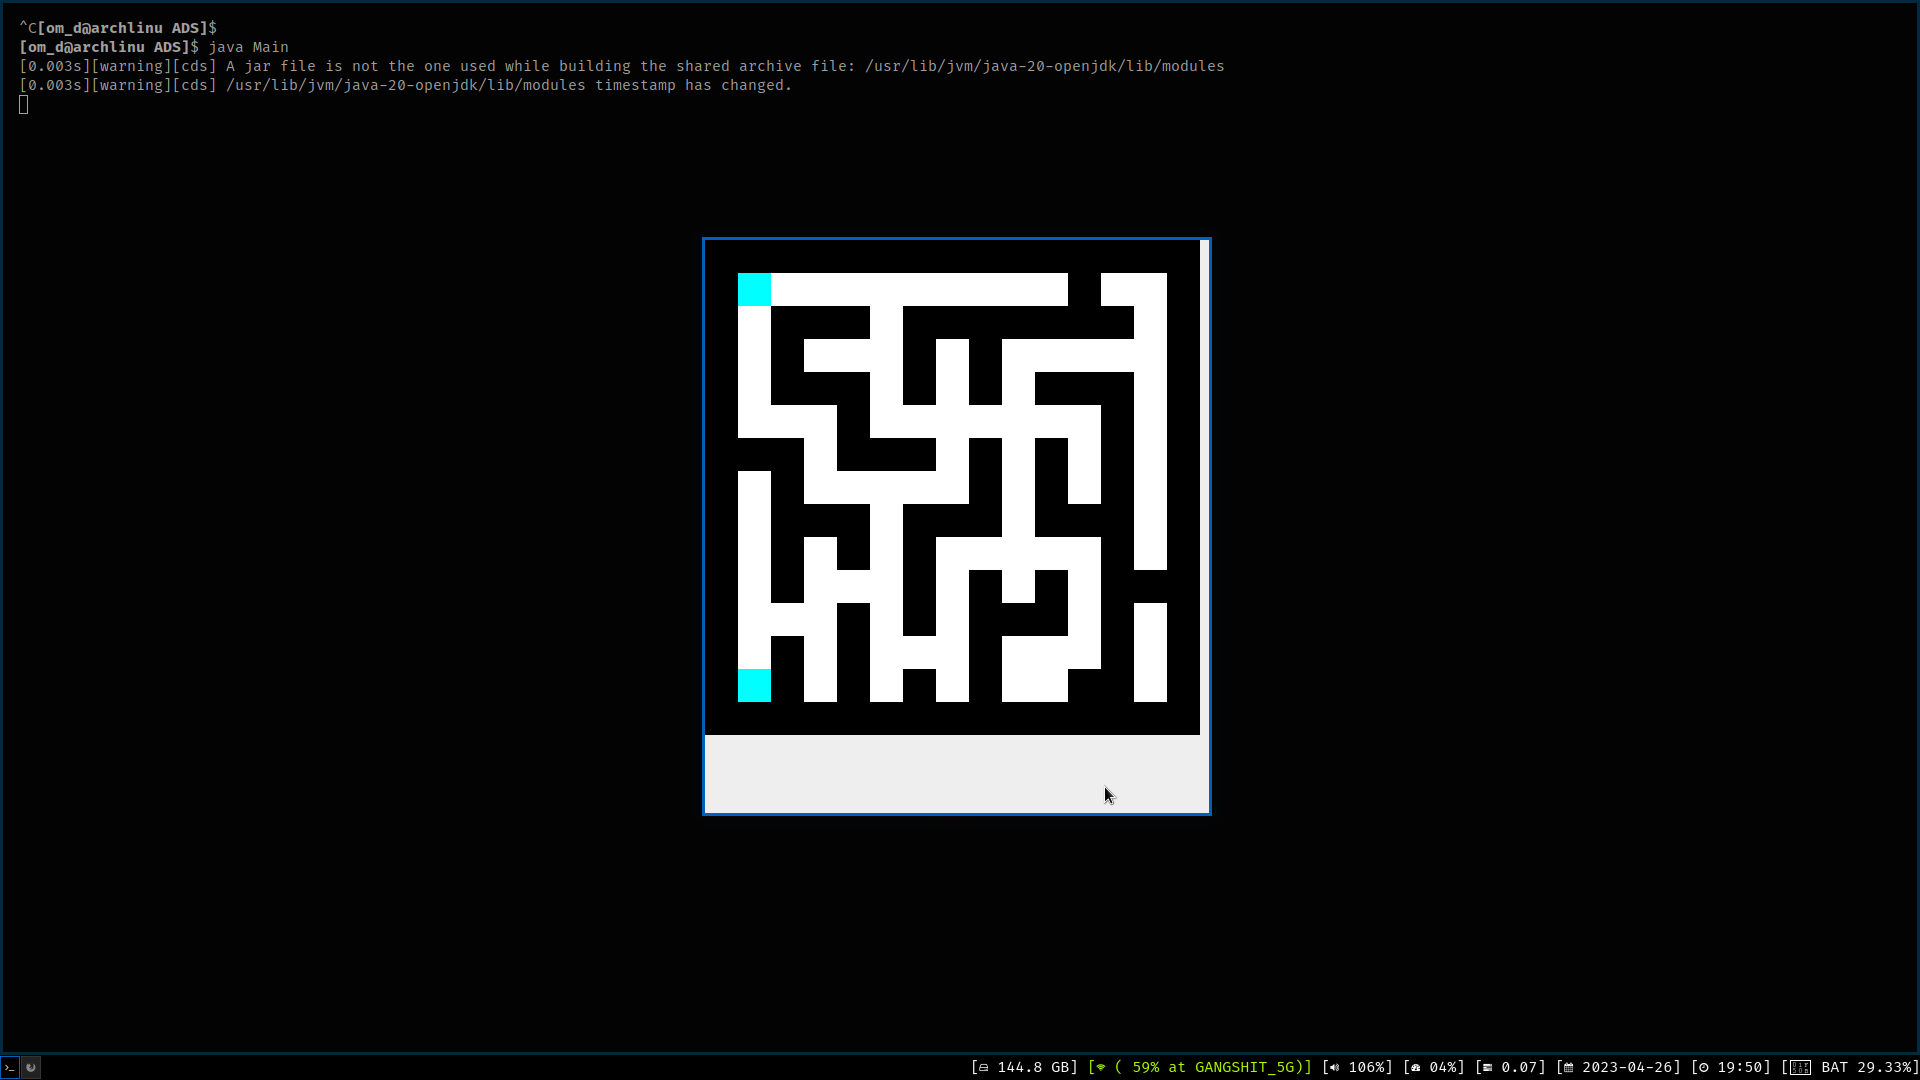 ^C[om_d@archlinu ADS]$
[om_d@archlinu ADS]$ java Main
[0.003s][warning][cds] A jar file is not the one used while building the shared archive file: /usr/lib/jvm/java-20-openjdk/lib/modules
[0.003s][warning][cds] /usr/lib/jvm/java-20-openjdk/lib/modules timestamp has changed.
[ 144.8 GB] [ ( 59% at GANGSHIT_5G)] [ 106%] [ 04%] [ 0.07] [ 2023-04-26] [ 19:50] [ BAT 29.33%]